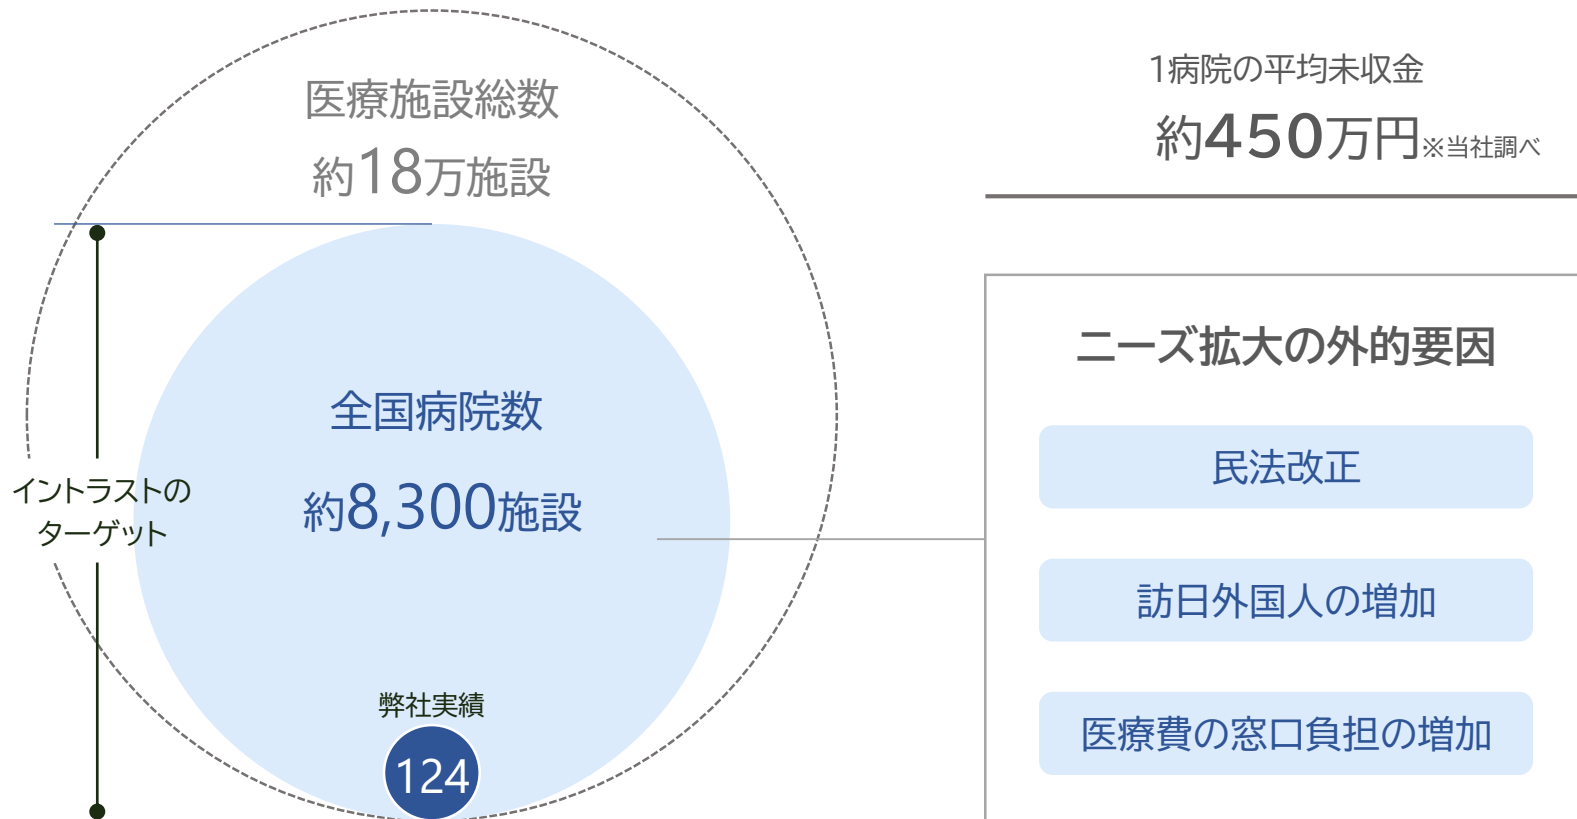 医療施設総数
約18万施設
全国病院数
約8,300施設
イントラストの
ターゲット
弊社実績
124
1病院の平均未収金
約450万円※当社調べ
ニーズ拡大の外的要因
民法改正
訪日外国人の増加
医療費の窓口負担の増加